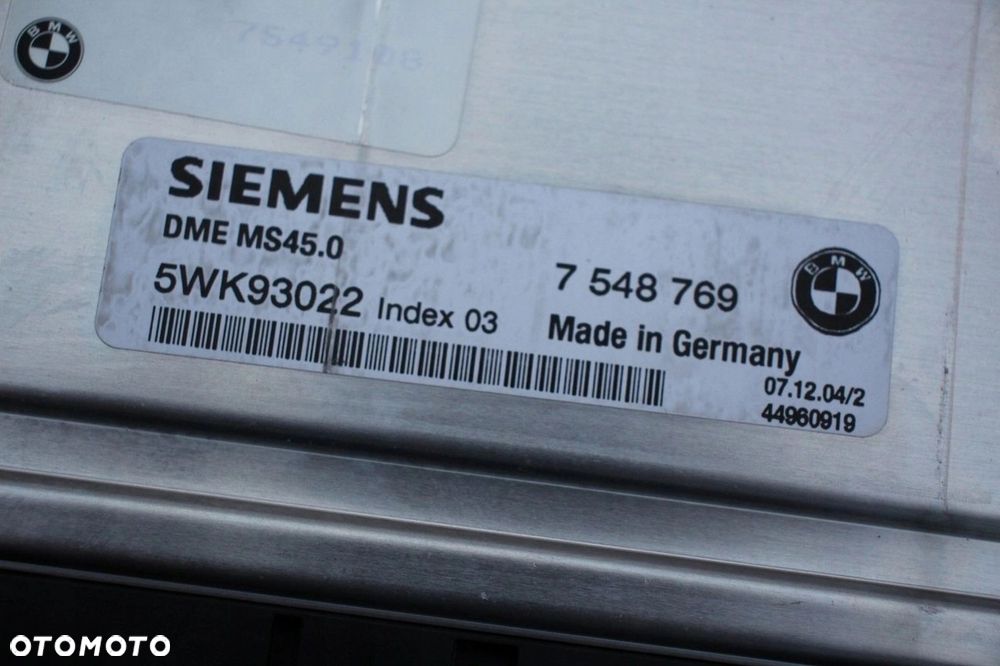 BMW
7549108
SIEMENS
DME MS45.0
5WK93022 Index 03
7 548 769
BMW
Made in Germany
07.12.04/2
44960919
OTOMOTO